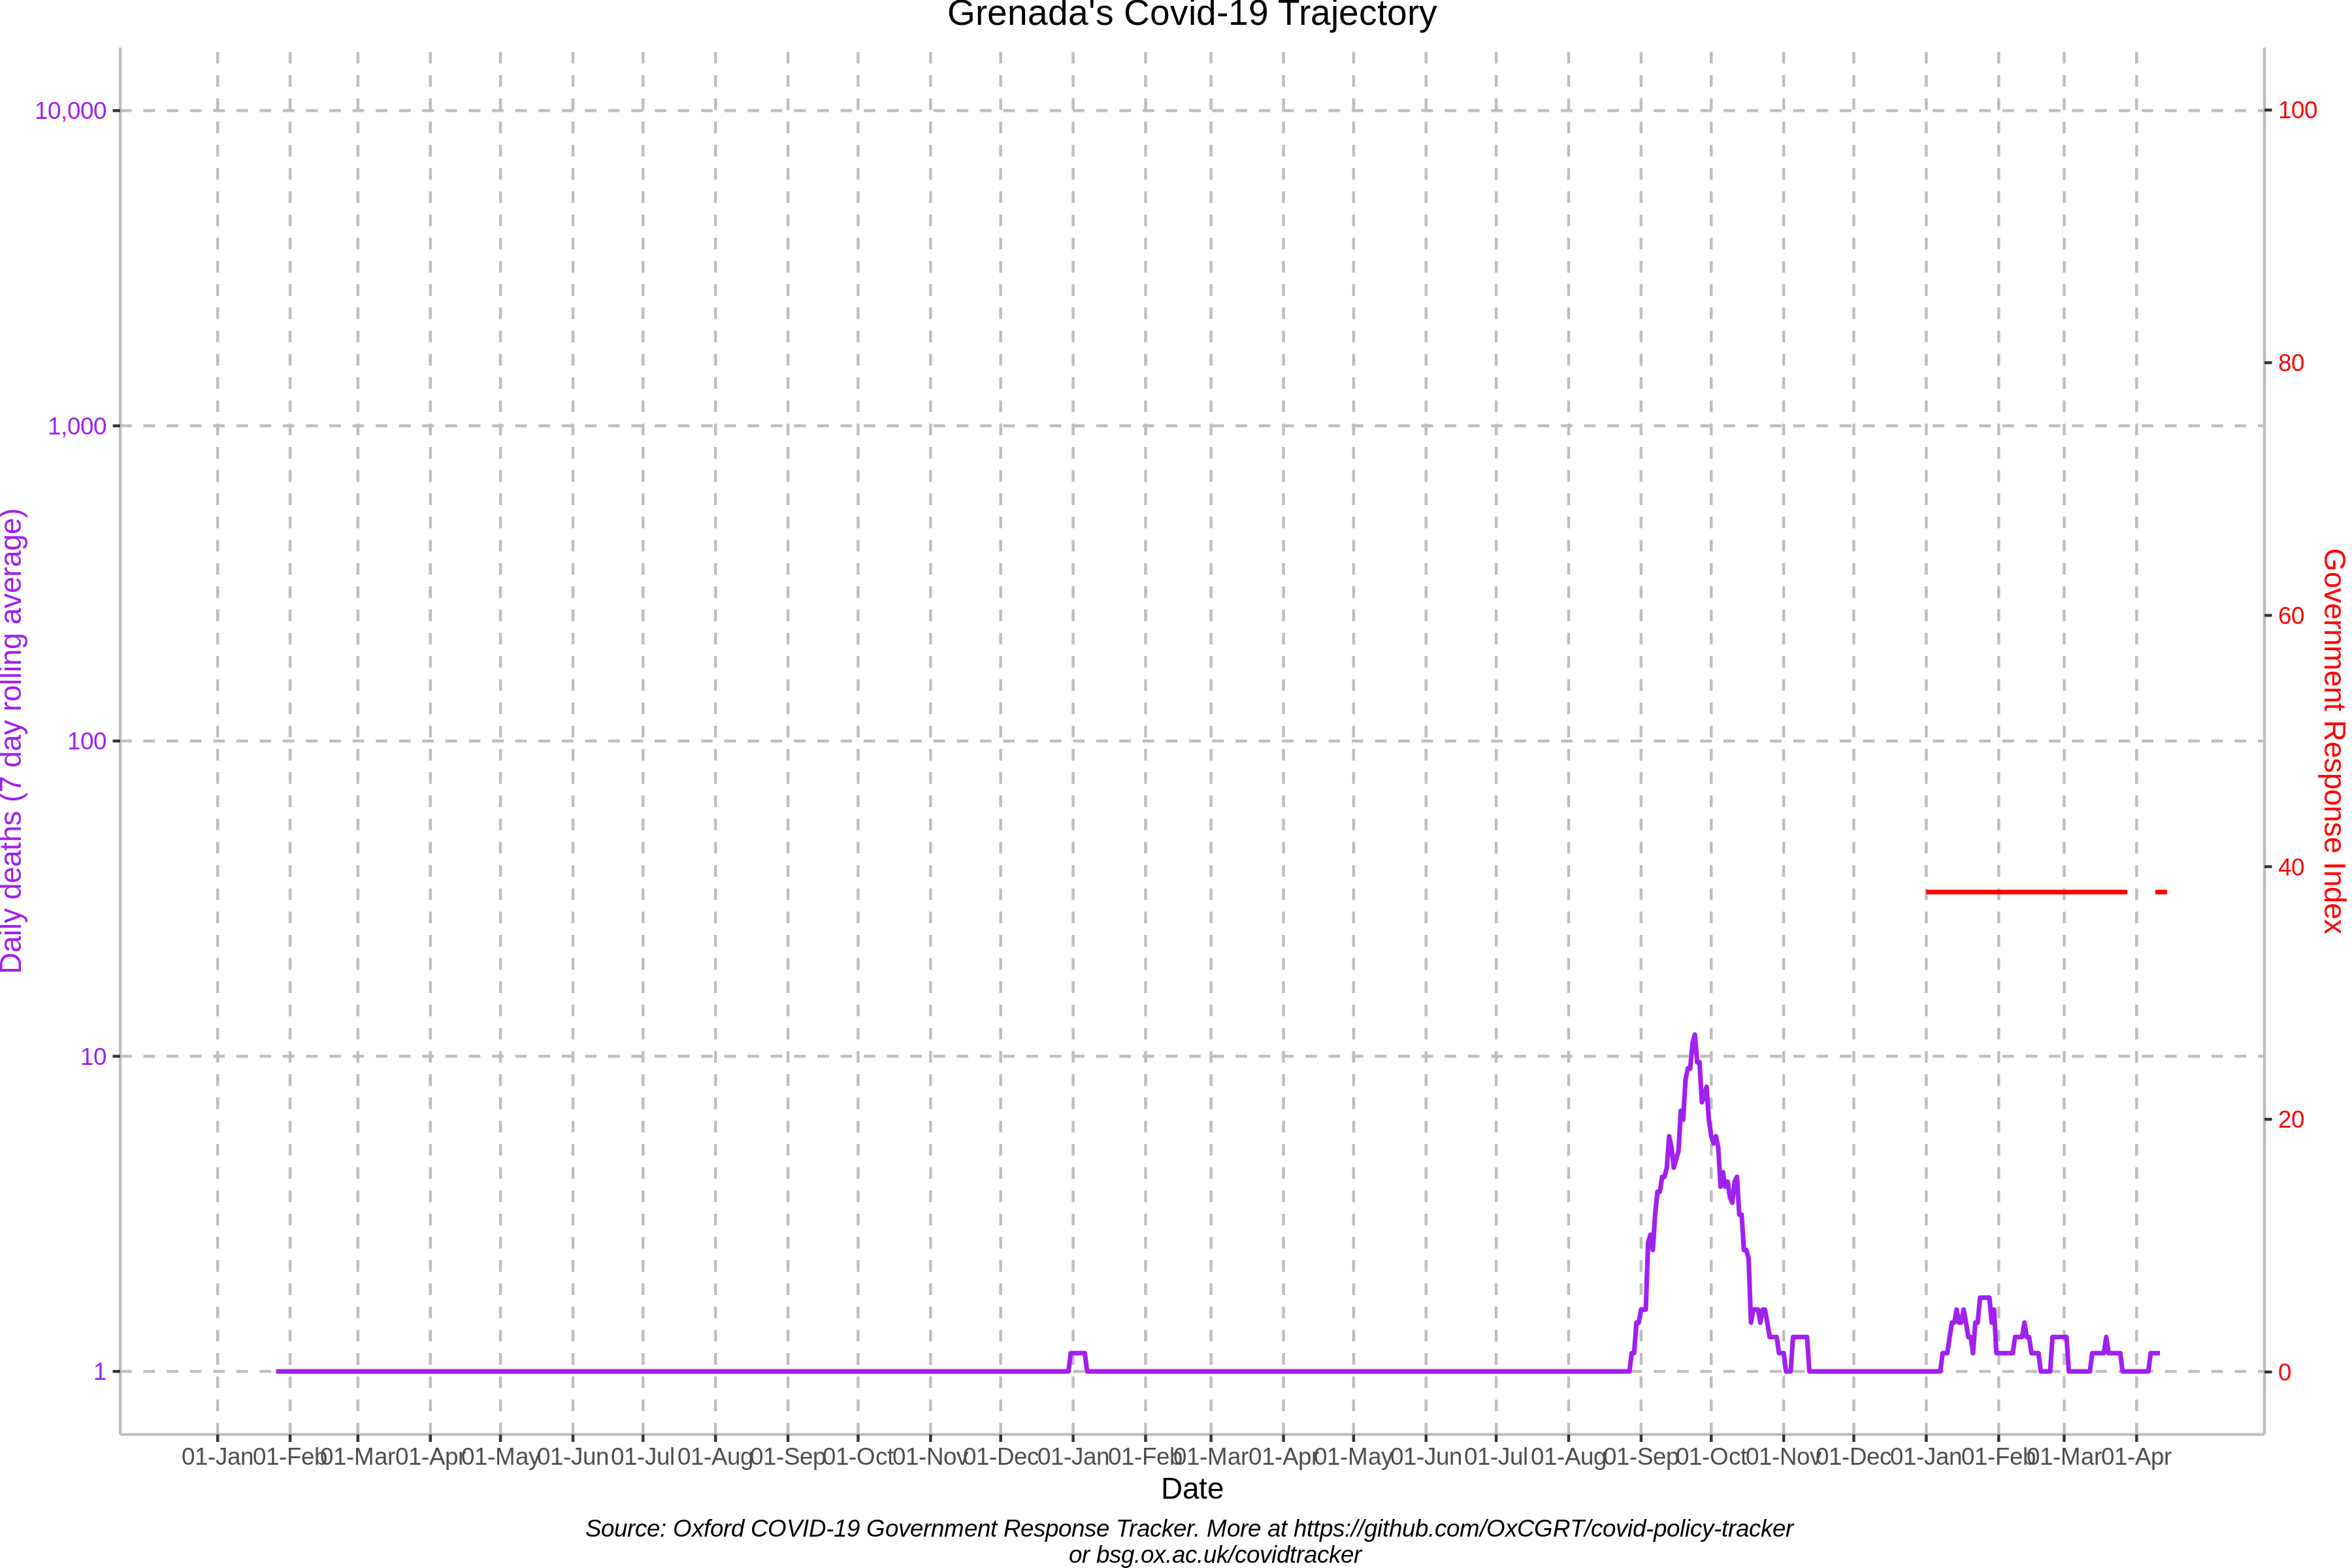 Grenada's Covid-19 Trajectory
10,000
1,000
100
10
1
Daily deaths (7 day rolling average)
100
80
60
40
20
0
Government Response Index
01-Jan 01-Feb 01-Mar 01-Apr 01-May 01-Jun 01-Jul 01-Aug 01-Sep 01-Oct 01-Nov 01-Dec 01-Jan 01-Feb 01-Mar 01-Apr 01-May 01-Jun 01-Jul 01-Aug 01-Sep 01-Oct 01-Nov 01-Dec 01-Jan 01-Feb 01-Mar 01-Apr
Date
Source: Oxford COVID-19 Government Response Tracker. More at https://github.com/OxCGRT/covid-policy-tracker
or bsg.ox.ac.uk/covidtracker